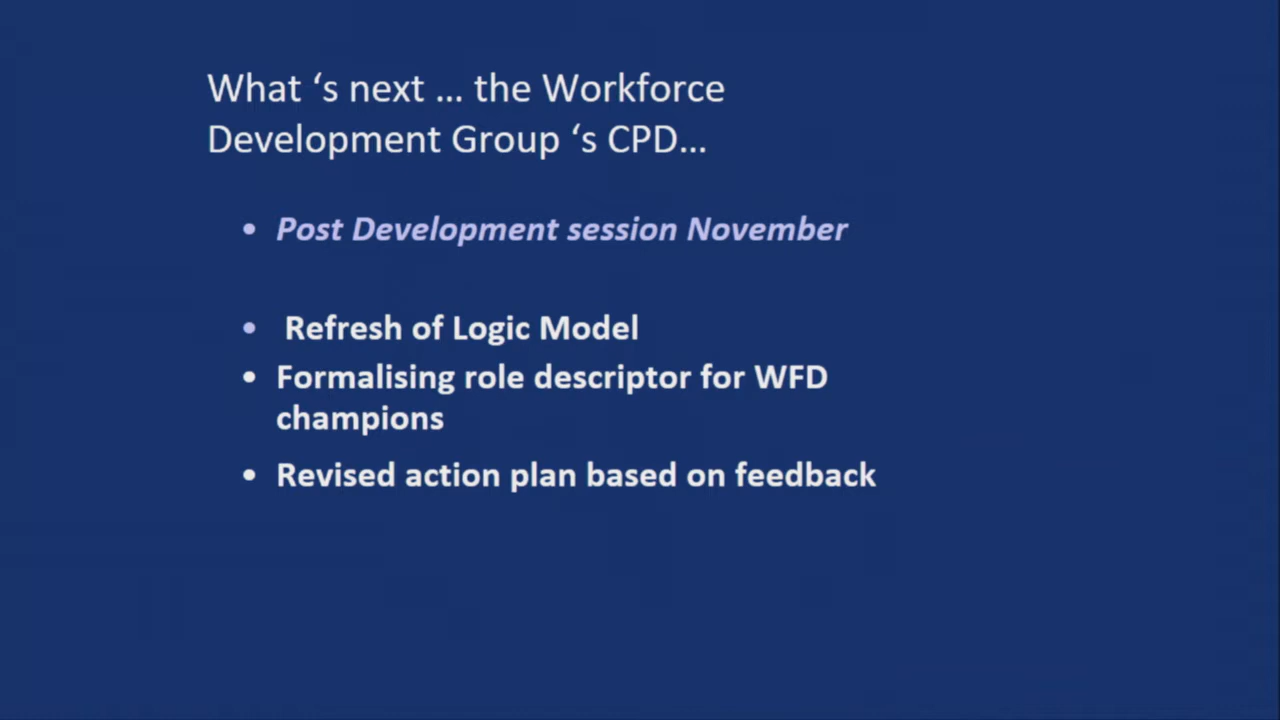 What ‘s next … the Workforce
Development Group ‘s CPD…
• Post Development session November
• Refresh of Logic Model
• Formalising role descriptor for WFD
champions
• Revised action plan based on feedback